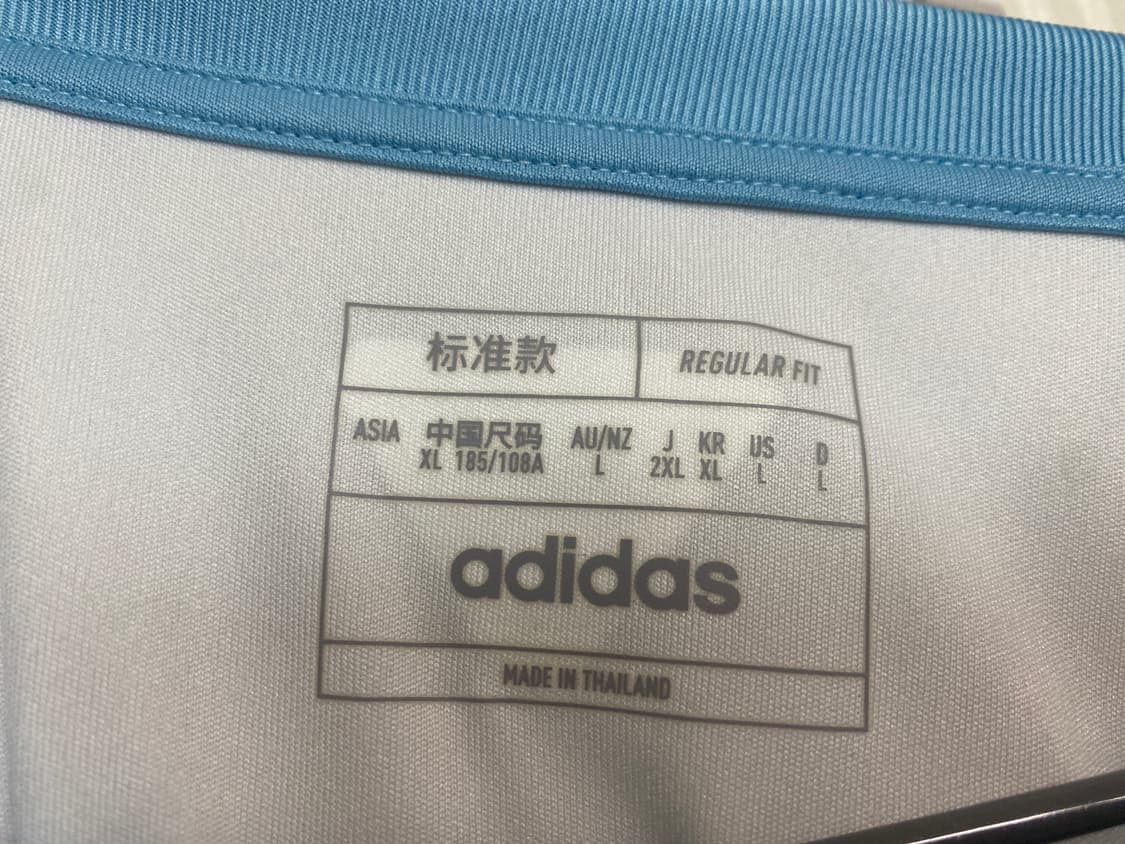 标准款 REGULAR FIT
ASIA 中国尺码 AU/NZ J KR US D
XL 185/108A L 2XL XL L L
adidas
MADE IN THAILAND